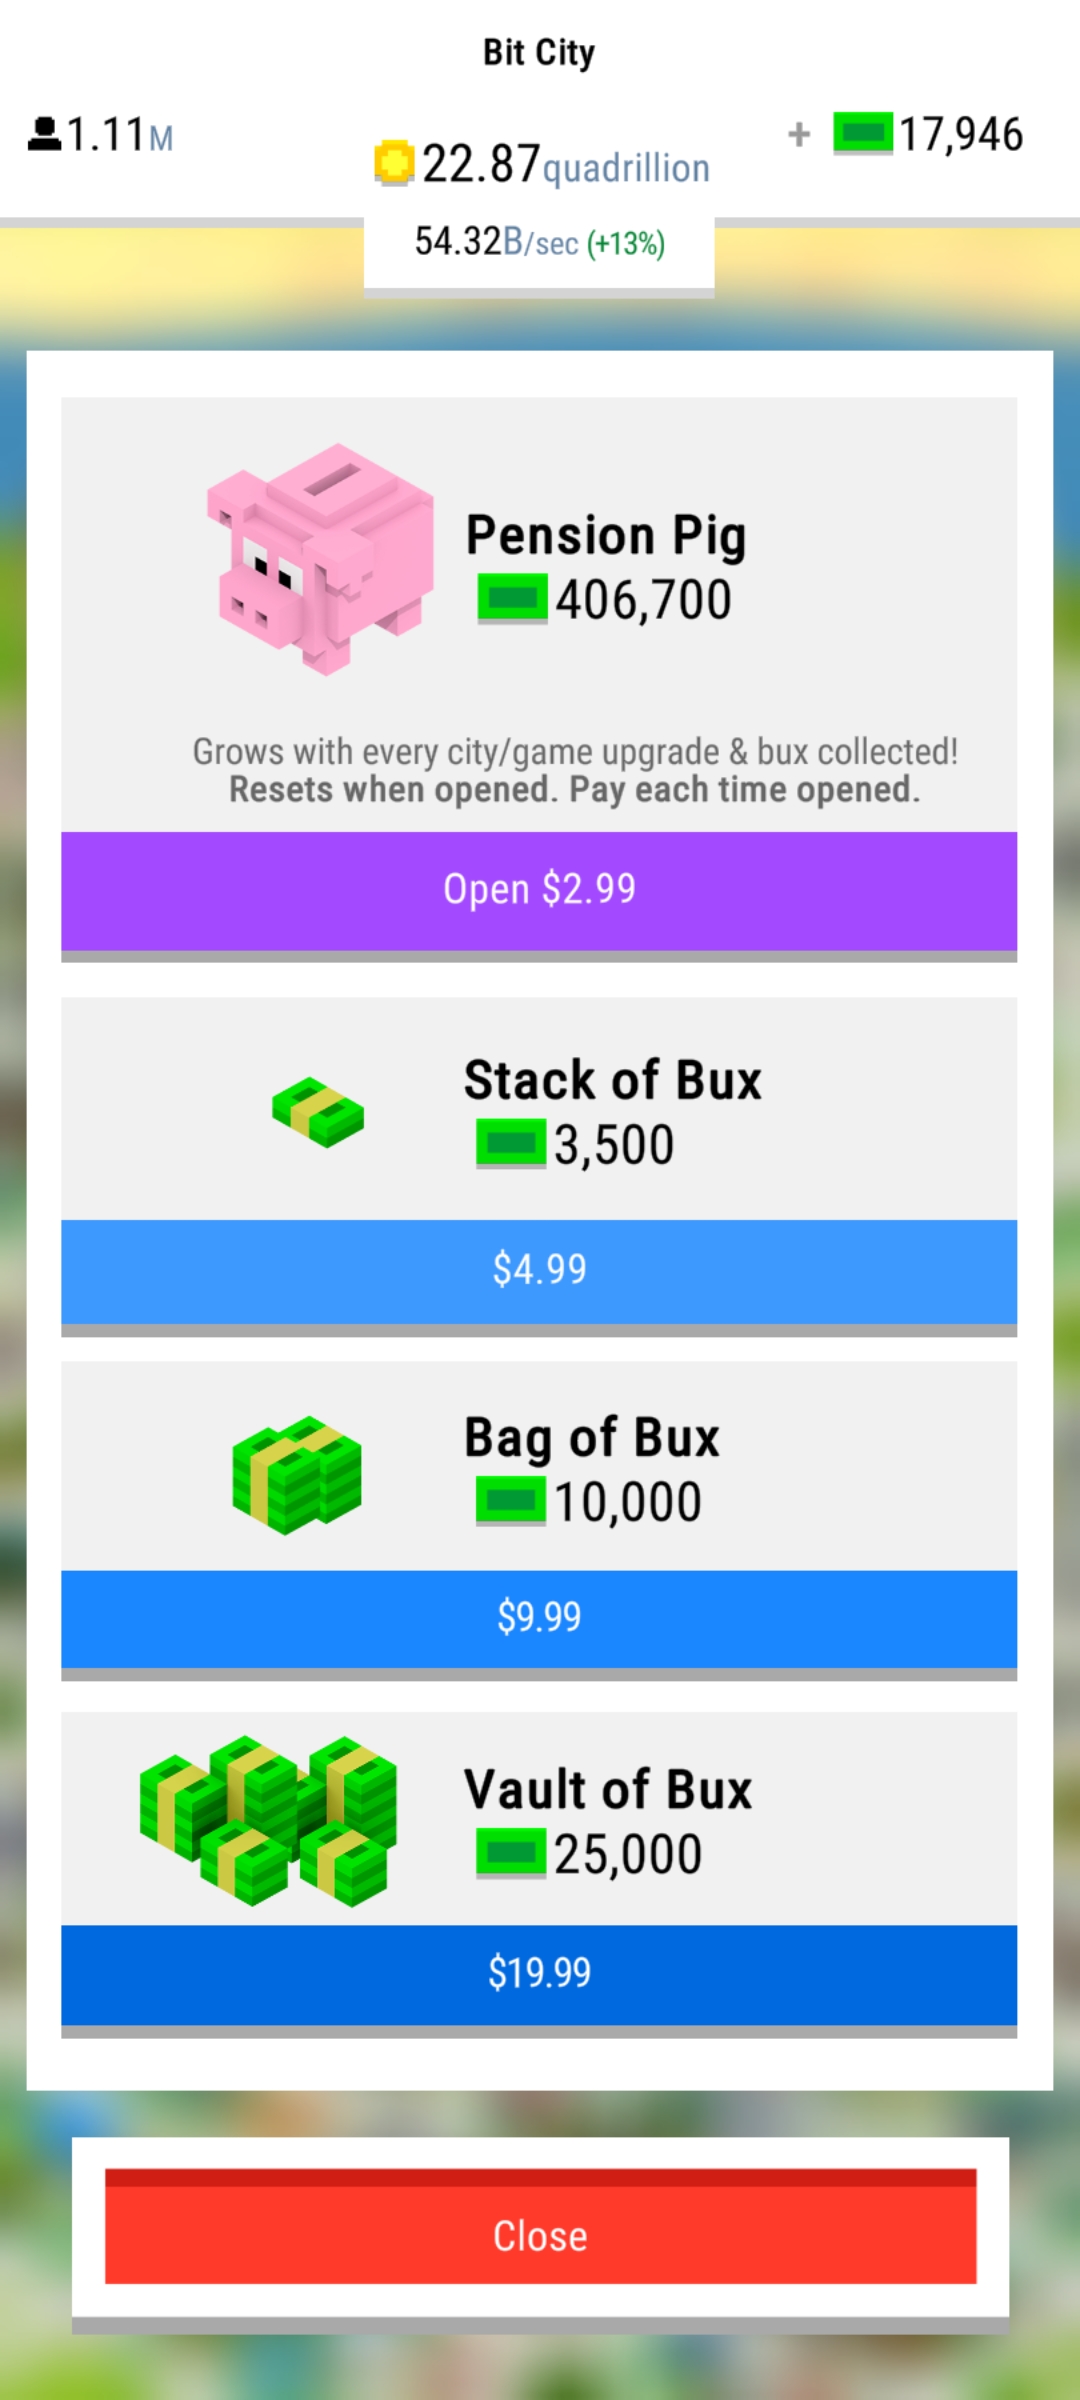 Bit City
1.11M
22.87quadrillion
+ 17,946
54.32B/sec (+13%)
Pension Pig
406,700
Grows with every city/game upgrade & bux collected!
Resets when opened. Pay each time opened.
Open $2.99
Stack of Bux
3,500
$4.99
Bag of Bux
10,000
$9.99
Vault of Bux
25,000
$19.99
Close